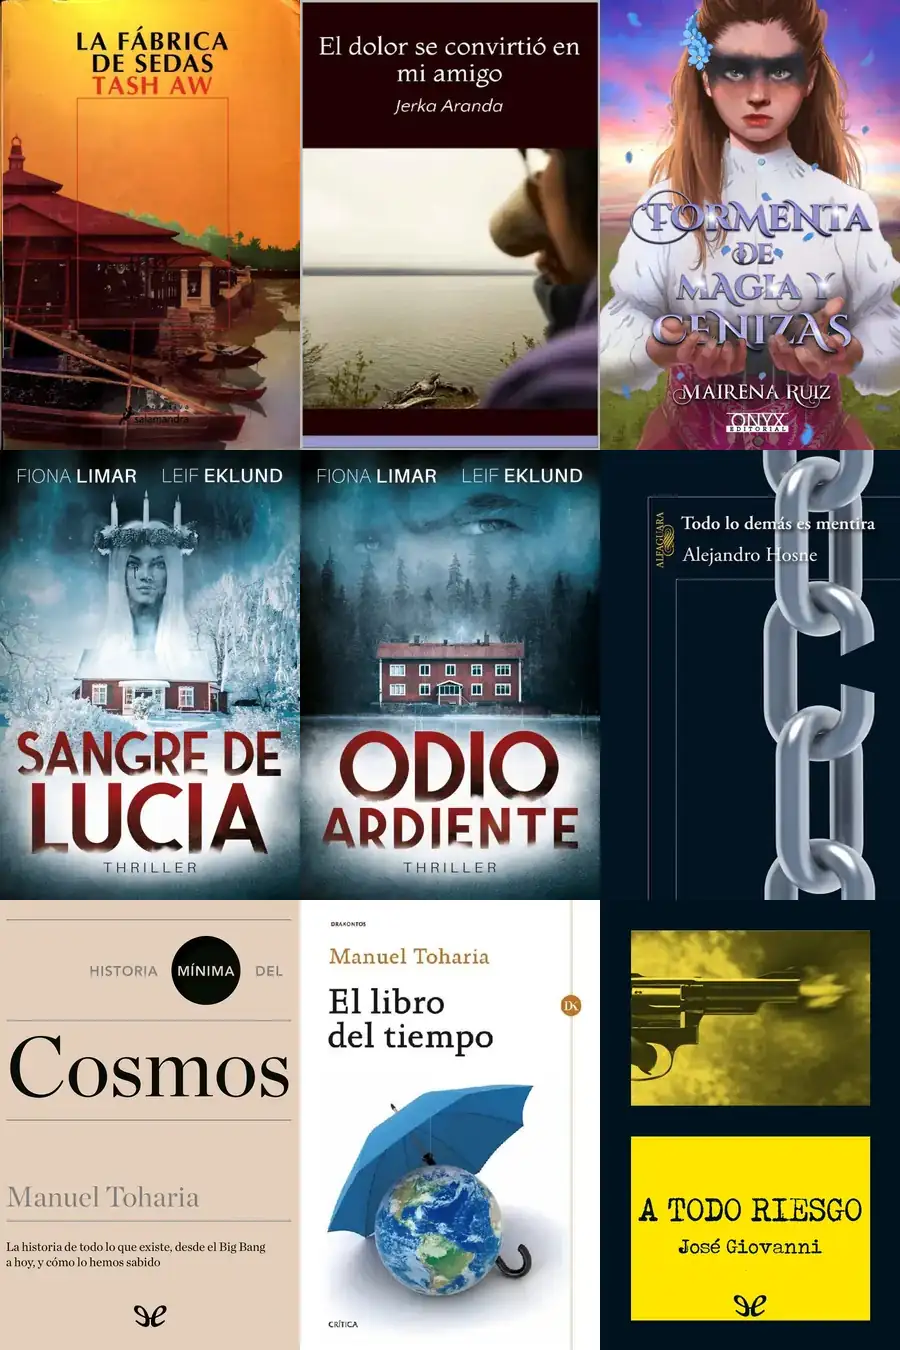 LA FÁBRICA
DE SEDAS
TASH AW
salamandra
El dolor se convirtió en
mi amigo
Jerka Aranda
TORMENTA
DE
MAGIA Y
CENIZAS
MAIRENA RUIZ
ONYX
EDITORIAL
FIONA LIMAR LEIF EKLUND
SANGRE DE
LUCIA
THRILLER
FIONA LIMAR LEIF EKLUND
ODIO
ARDIENTE
THRILLER
ALFAGUARA
Todo lo demás es mentira
Alejandro Hosne
HISTORIA MÍNIMA DEL
Cosmos
Manuel Toharia
La historia de todo lo que existe, desde el Big Bang
a hoy, y cómo lo hemos sabido
DRAKONTOS
Manuel Toharia
El libro
del tiempo
DK
CRÍTICA
A TODO RIESGO
José Giovanni